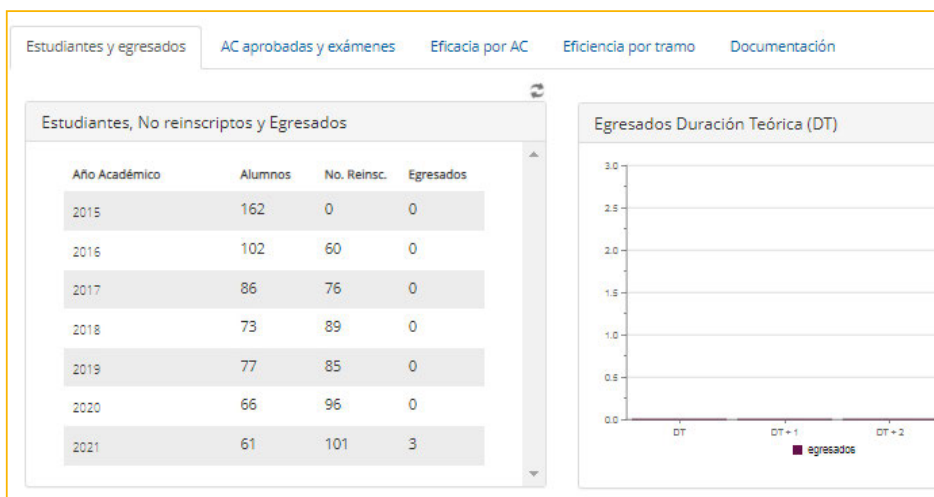 Estudiantes y egresados AC aprobadas y exámenes Eficacia por AC Eficiencia por tramo Documentación
Estudiantes, No reinscriptos y Egresados
Año Académico Alumnos No. Reinsc. Egresados
2015 162 0 0
2016 102 60 0
2017 86 76 0
2018 73 89 0
2019 77 85 0
2020 66 96 0
2021 61 101 3
Egresados Duración Teórica (DT)
3.0
2.5
2.0
1.5
1.0
0.5
0.0
DT DT + 1 DT + 2
egresados